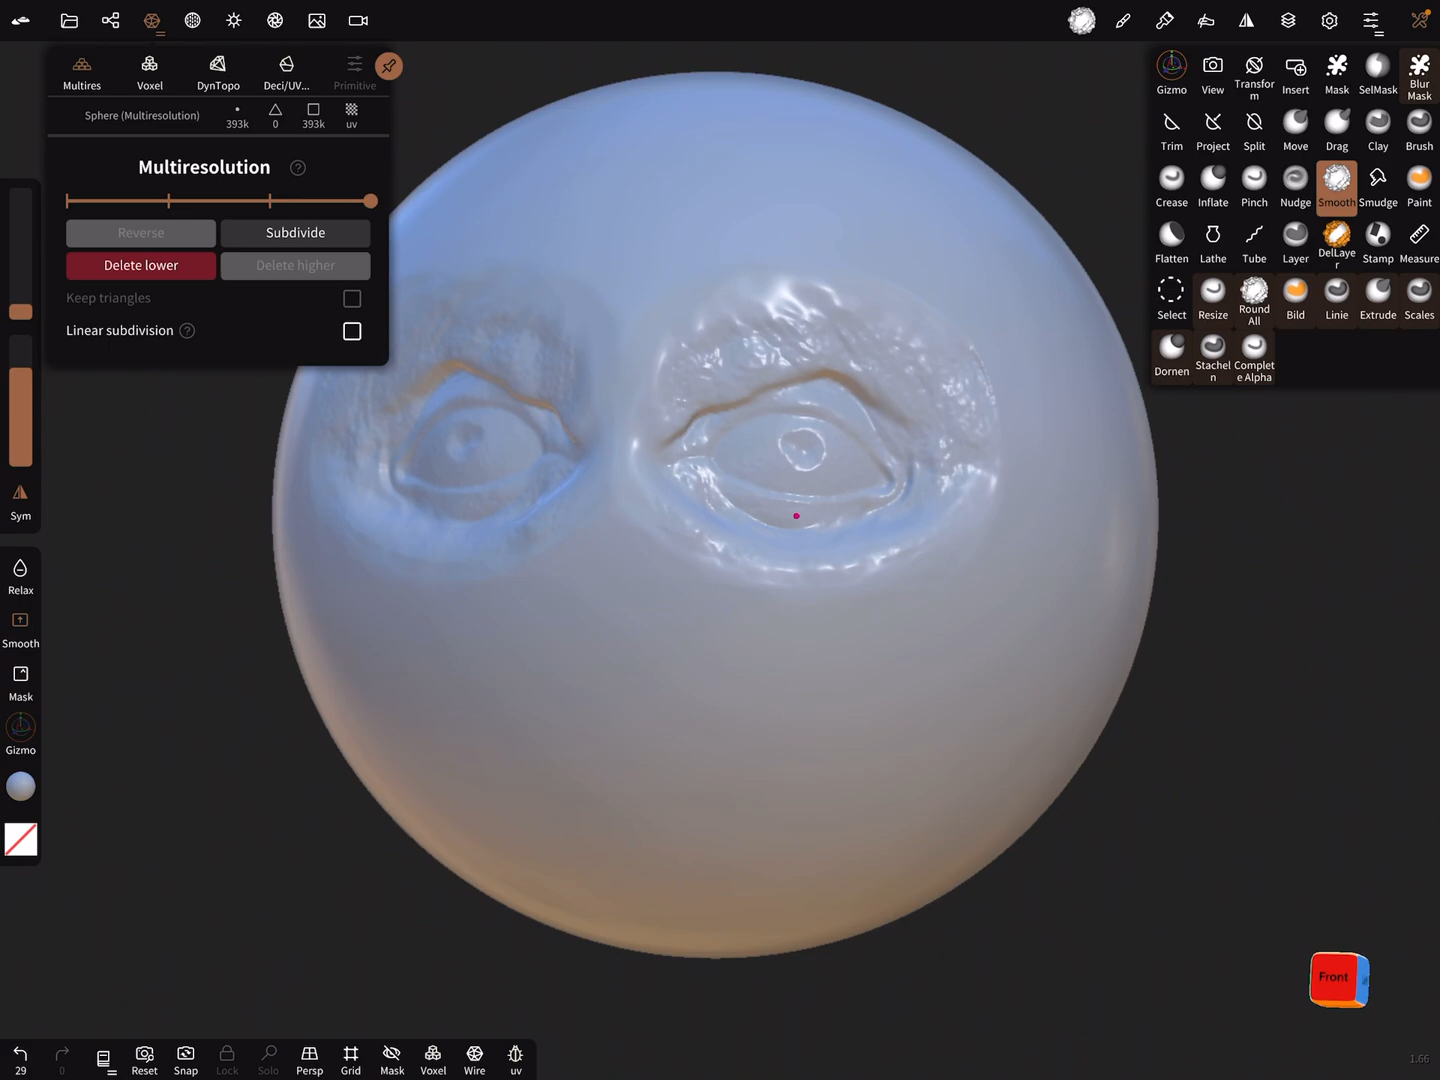 Multires Voxel DynTopo Deci/UV... Primitive
Sphere (Multiresolution) 393k 0 393k uv
Multiresolution ?
Reverse Subdivide
Delete lower Delete higher
Keep triangles
Linear subdivision ?
Sym
Relax
Smooth
Mask
Gizmo
Gizmo View Transfor
m Insert Mask SelMask Blur
Mask
Trim Project Split Move Drag Clay Brush
Crease Inflate Pinch Nudge Smooth Smudge Paint
Flatten Lathe Tube Layer DelLaye
r Stamp Measure
Select Resize Round
All Bild Linie Extrude Scales
Dornen Stachel
n Complet
e Alpha
Front
29 0 Reset Snap Lock Solo Persp Grid Mask Voxel Wire uv
1.66